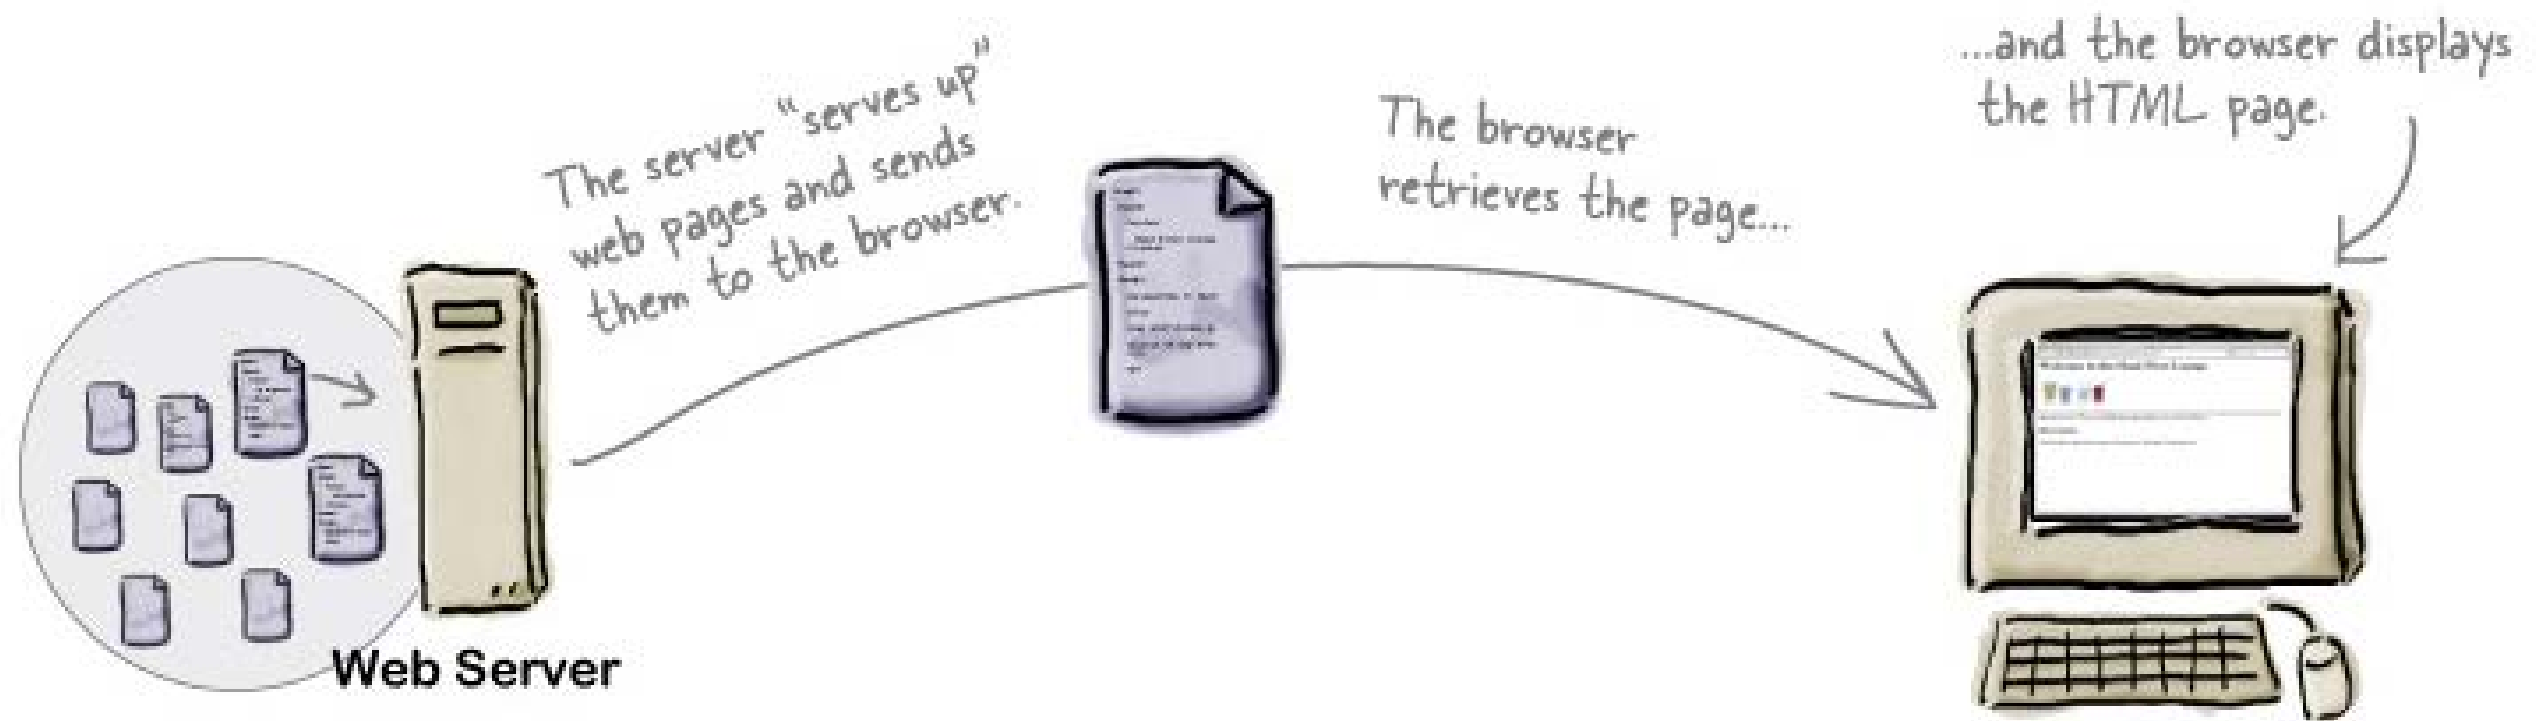 The server “serves up”
web pages and sends
them to the browser.
The browser
retrieves the page...
...and the browser displays
the HTML page.
Web Server